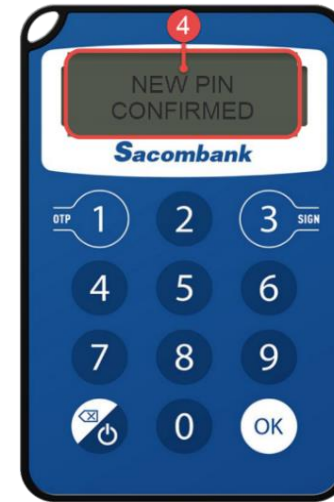 4
NEW PIN
CONFIRMED
Sacombank
OTP 1 2 3 SIGN
4 5 6
7 8 9
0 OK